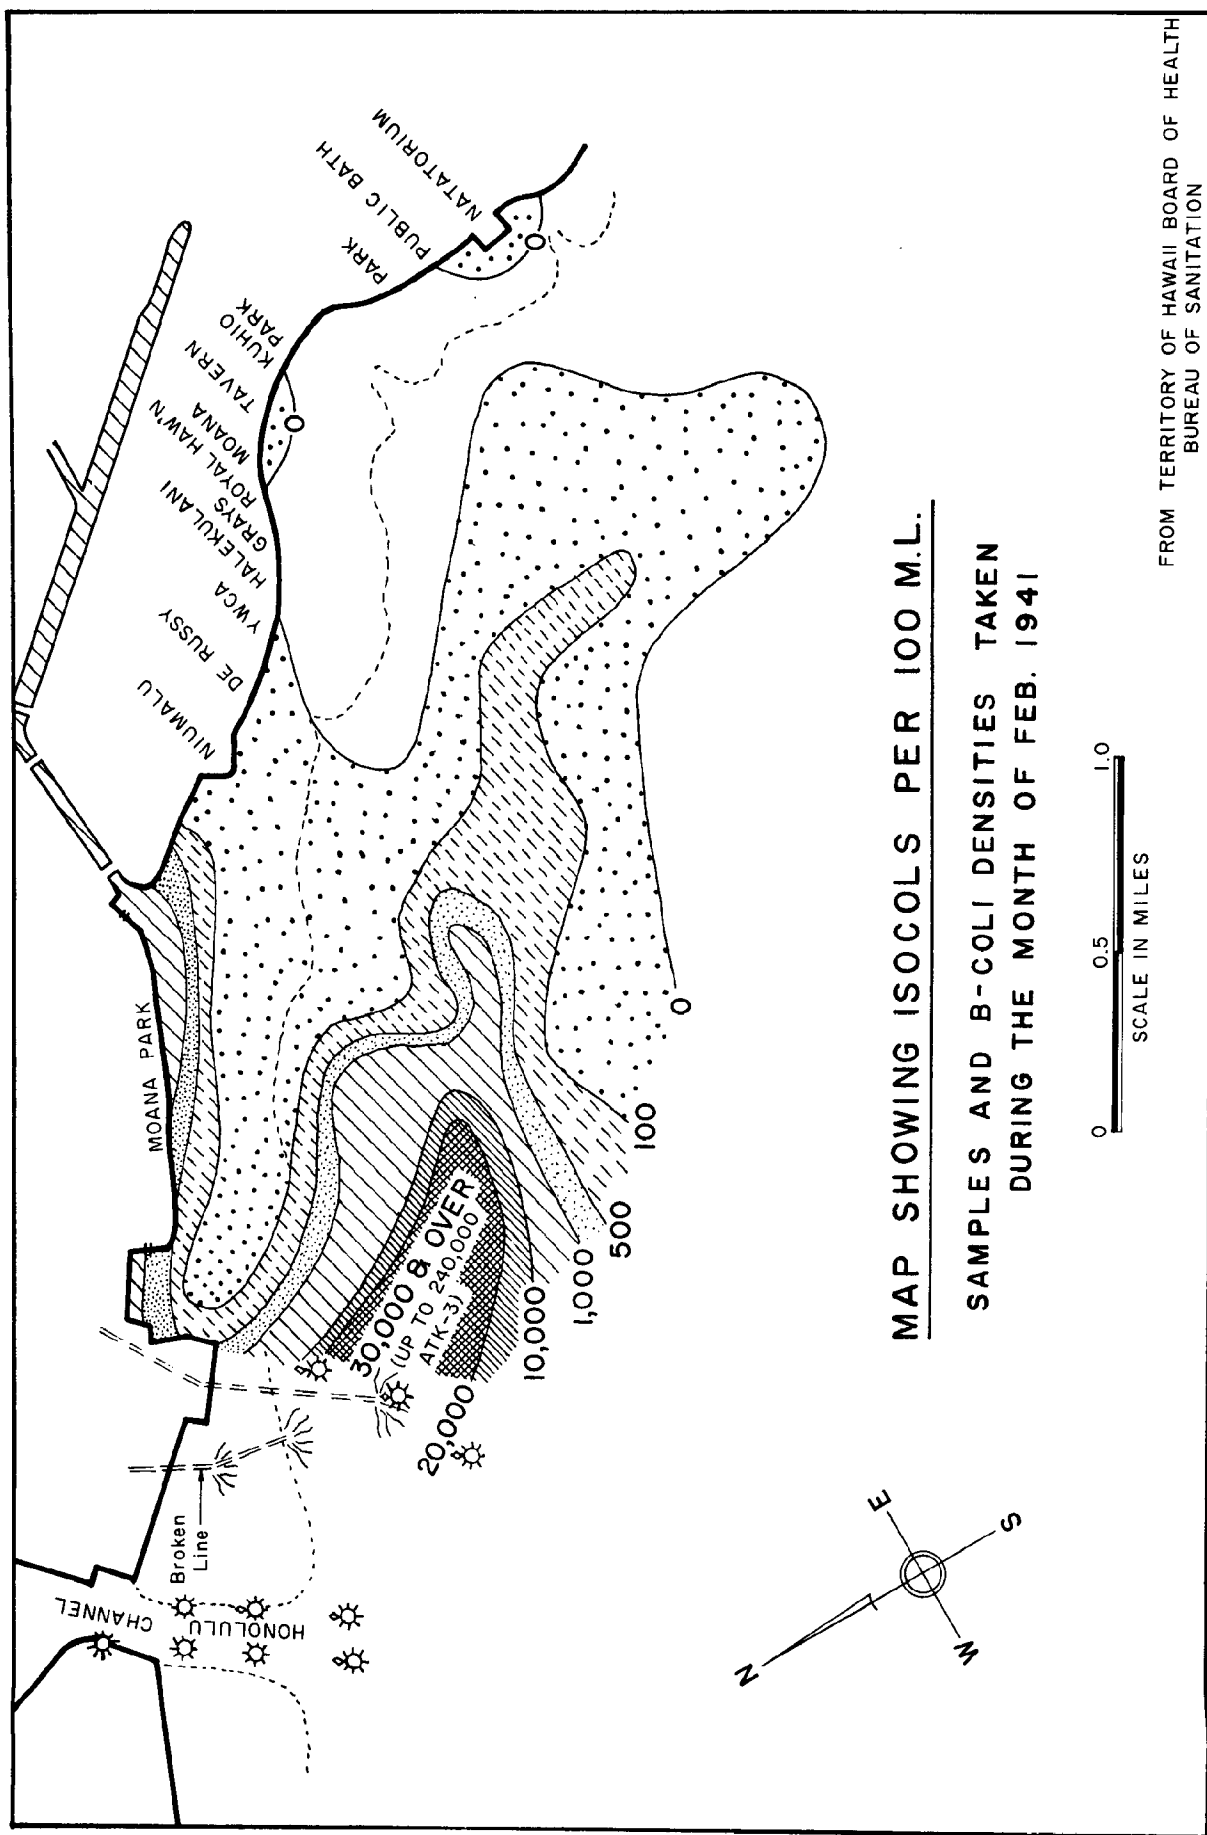 CHANNEL
HONOLULU
Broken
Line
MOANA PARK
NIUMALU
DE RUSSY
YWCA
HALEKULANI
GRAYS
ROYAL HAW'N
MOANA
TAVERN
KUHIO
PARK
PARK
PUBLIC BATH
NATATORIUM
0
0
30,000 & OVER
(UP TO 240,000
ATK-3)
20,000
10,000
1,000
500
100
0
N
E
S
W
MAP SHOWING ISOCOLS PER 100 M.L.
SAMPLES AND B-COLI DENSITIES TAKEN
DURING THE MONTH OF FEB. 1941
0 0.5 1.0
SCALE IN MILES
FROM TERRITORY OF HAWAII BOARD OF HEALTH
BUREAU OF SANITATION